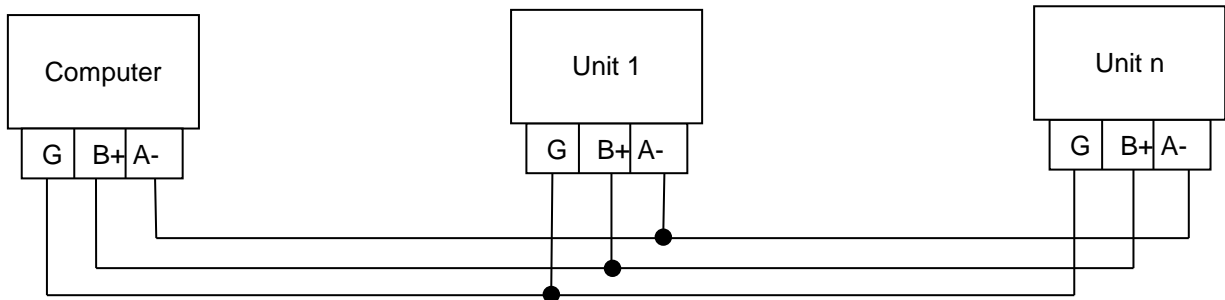 Computer
Unit 1
Unit n
G B+ A-
G B+ A-
G B+ A-